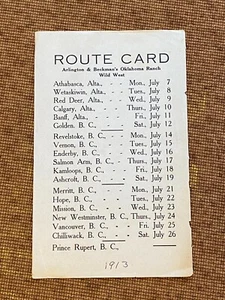 ROUTE CARD
Arlington & Beckman's Oklahoma Ranch
Wild West
Athabasca, Alta., - - Mon., July 7
Wetaskiwin, Alta., - - Tues., July 8
Red Deer, Alta., - - Wed., July 9
Calgary, Alta., - - Thurs., July 10
Banff, Alta., - - Fri., July 11
Golden, B. C., - - Sat., July 12
Revelstoke, B. C., - Mon., July 14
Vernon, B. C., - - Tues., July 15
Enderby, B. C., - - Wed., July 16
Salmon Arm, B. C., - Thurs., July 17
Kamloops, B. C., - - Fri., July 18
Ashcroft, B. C., - - Sat., July 19
Merritt, B. C., - - Mon., July 21
Hope, B. C., - - Tues., July 22
Mission, B. C., - - Wed., July 23
New Westminster, B. C., Thurs., July 24
Vancouver, B. C., - - Fri., July 25
Chilliwack, B. C., - - Sat., July 26
Prince Rupert, B. C.,
1913